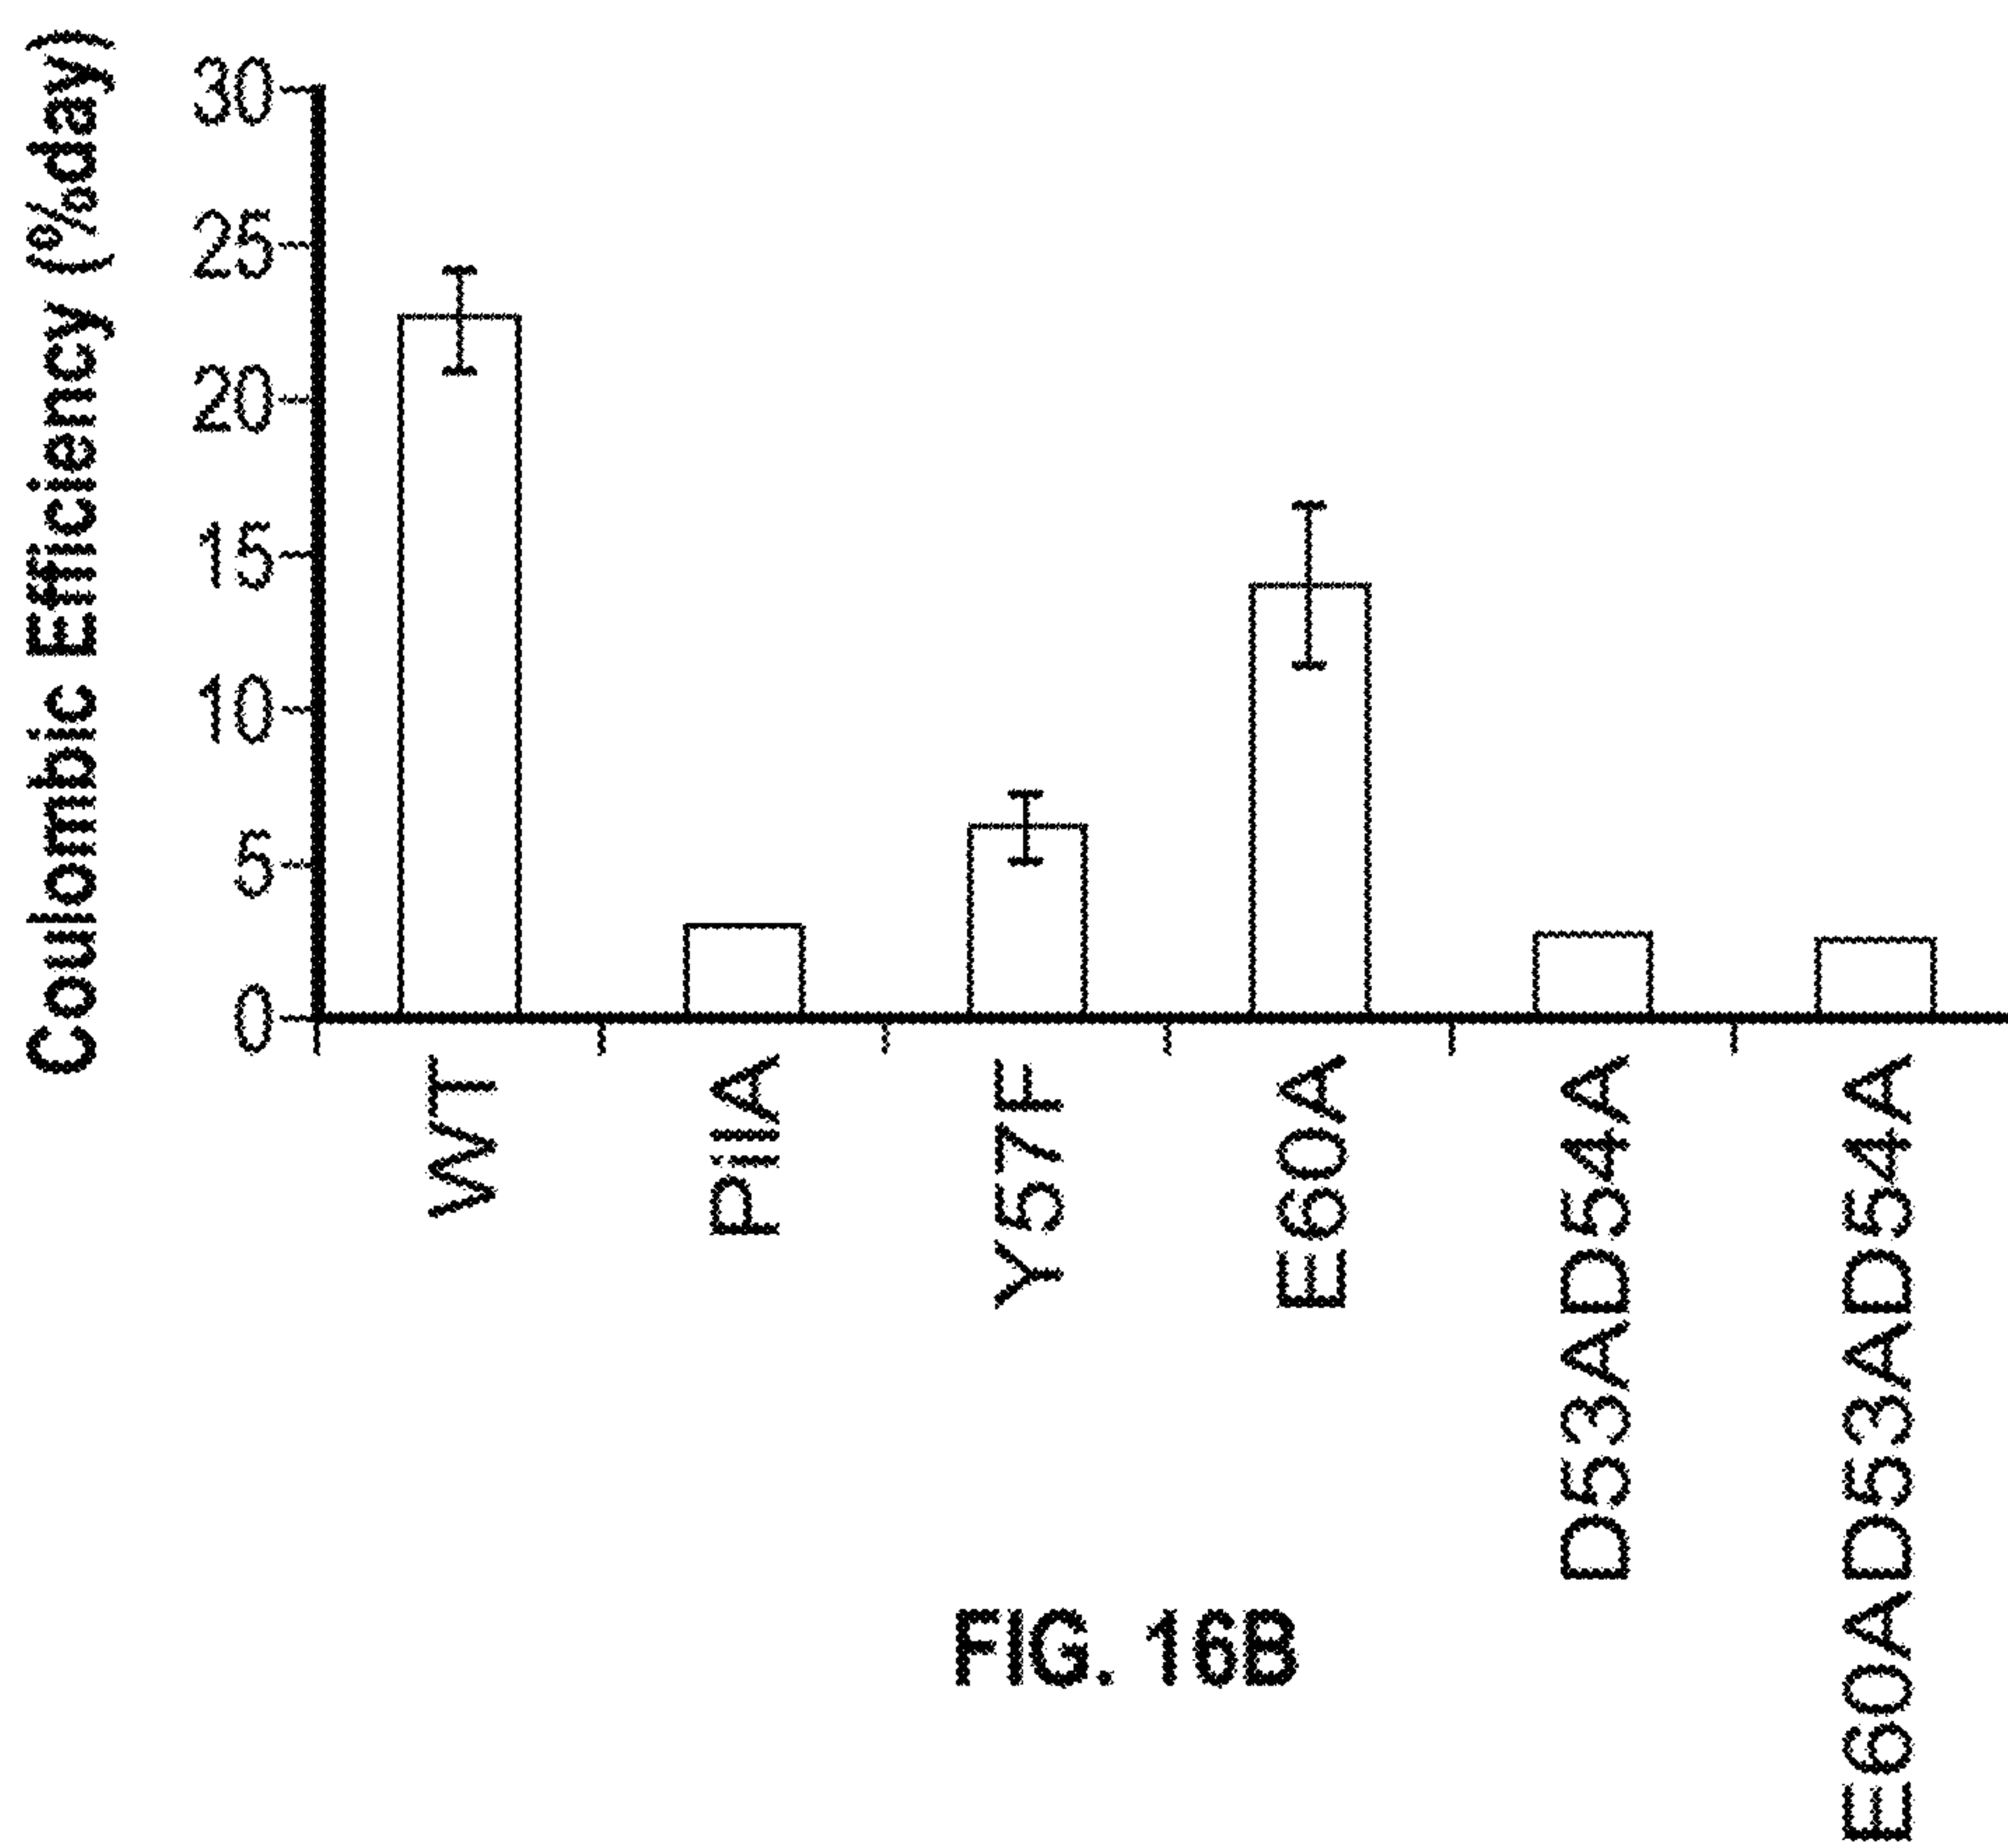 Coulombic Efficiency (%day)
30
25
20
15
10
5
0
WT
PilA
Y57F
E60A
D53AD54A
E60AD53AD54A
FIG. 16B